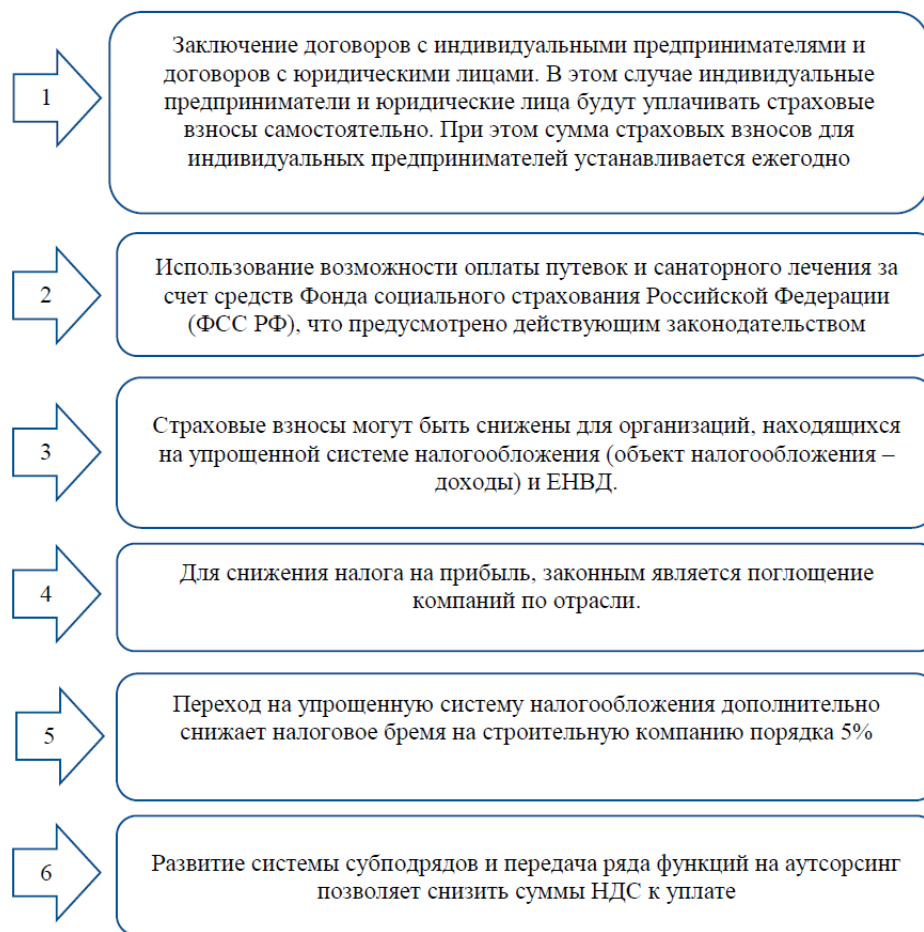 1
Заключение договоров с индивидуальными предпринимателями и
договоров с юридическими лицами. В этом случае индивидуальные
предприниматели и юридические лица будут уплачивать страховые
взносы самостоятельно. При этом сумма страховых взносов для
индивидуальных предпринимателей устанавливается ежегодно
2
Использование возможности оплаты путевок и санаторного лечения за
счет средств Фонда социального страхования Российской Федерации
(ФСС РФ), что предусмотрено действующим законодательством
3
Страховые взносы могут быть снижены для организаций, находящихся
на упрощенной системе налогообложения (объект налогообложения –
доходы) и ЕНВД.
4
Для снижения налога на прибыль, законным является поглощение
компаний по отрасли.
5
Переход на упрощенную систему налогообложения дополнительно
снижает налоговое бремя на строительную компанию порядка 5%
6
Развитие системы субподрядов и передача ряда функций на аутсорсинг
позволяет снизить суммы НДС к уплате